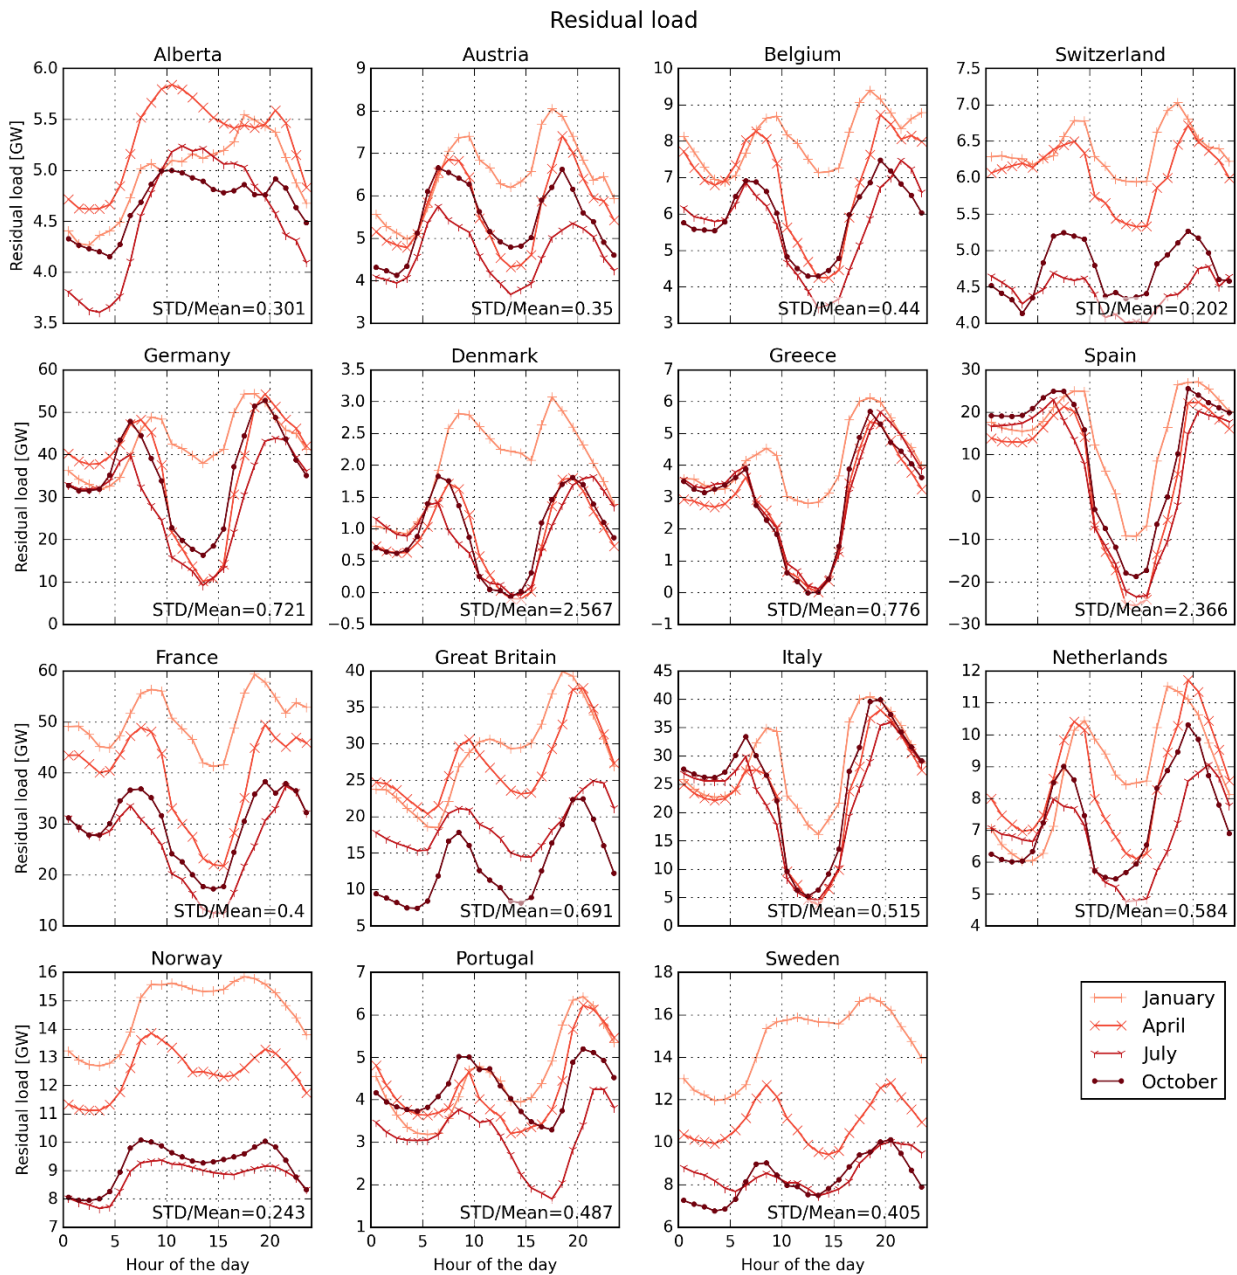 Residual load
Alberta
Austria
Belgium
Switzerland
Residual load [GW]
6.0
5.5
5.0
4.5
4.0
3.5
STD/Mean=0.301
9
8
7
6
5
4
3
STD/Mean=0.35
10
9
8
7
6
5
4
3
STD/Mean=0.44
7.5
7.0
6.5
6.0
5.5
5.0
4.5
4.0
STD/Mean=0.202
Germany
Denmark
Greece
Spain
Residual load [GW]
60
50
40
30
20
10
0
STD/Mean=0.721
3.5
3.0
2.5
2.0
1.5
1.0
0.5
0.0
−0.5
STD/Mean=2.567
7
6
5
4
3
2
1
0
−1
STD/Mean=0.776
30
20
10
0
−10
−20
−30
STD/Mean=2.366
France
Great Britain
Italy
Netherlands
Residual load [GW]
60
50
40
30
20
10
STD/Mean=0.4
40
35
30
25
20
15
10
5
STD/Mean=0.691
45
40
35
30
25
20
15
10
5
0
STD/Mean=0.515
12
11
10
9
8
7
6
5
4
STD/Mean=0.584
Norway
Portugal
Sweden
Residual load [GW]
16
15
14
13
12
11
10
9
8
7
STD/Mean=0.243
0 5 10 15 20
Hour of the day
7
6
5
4
3
2
1
STD/Mean=0.487
0 5 10 15 20
Hour of the day
18
16
14
12
10
8
6
STD/Mean=0.405
0 5 10 15 20
Hour of the day
January
April
July
October